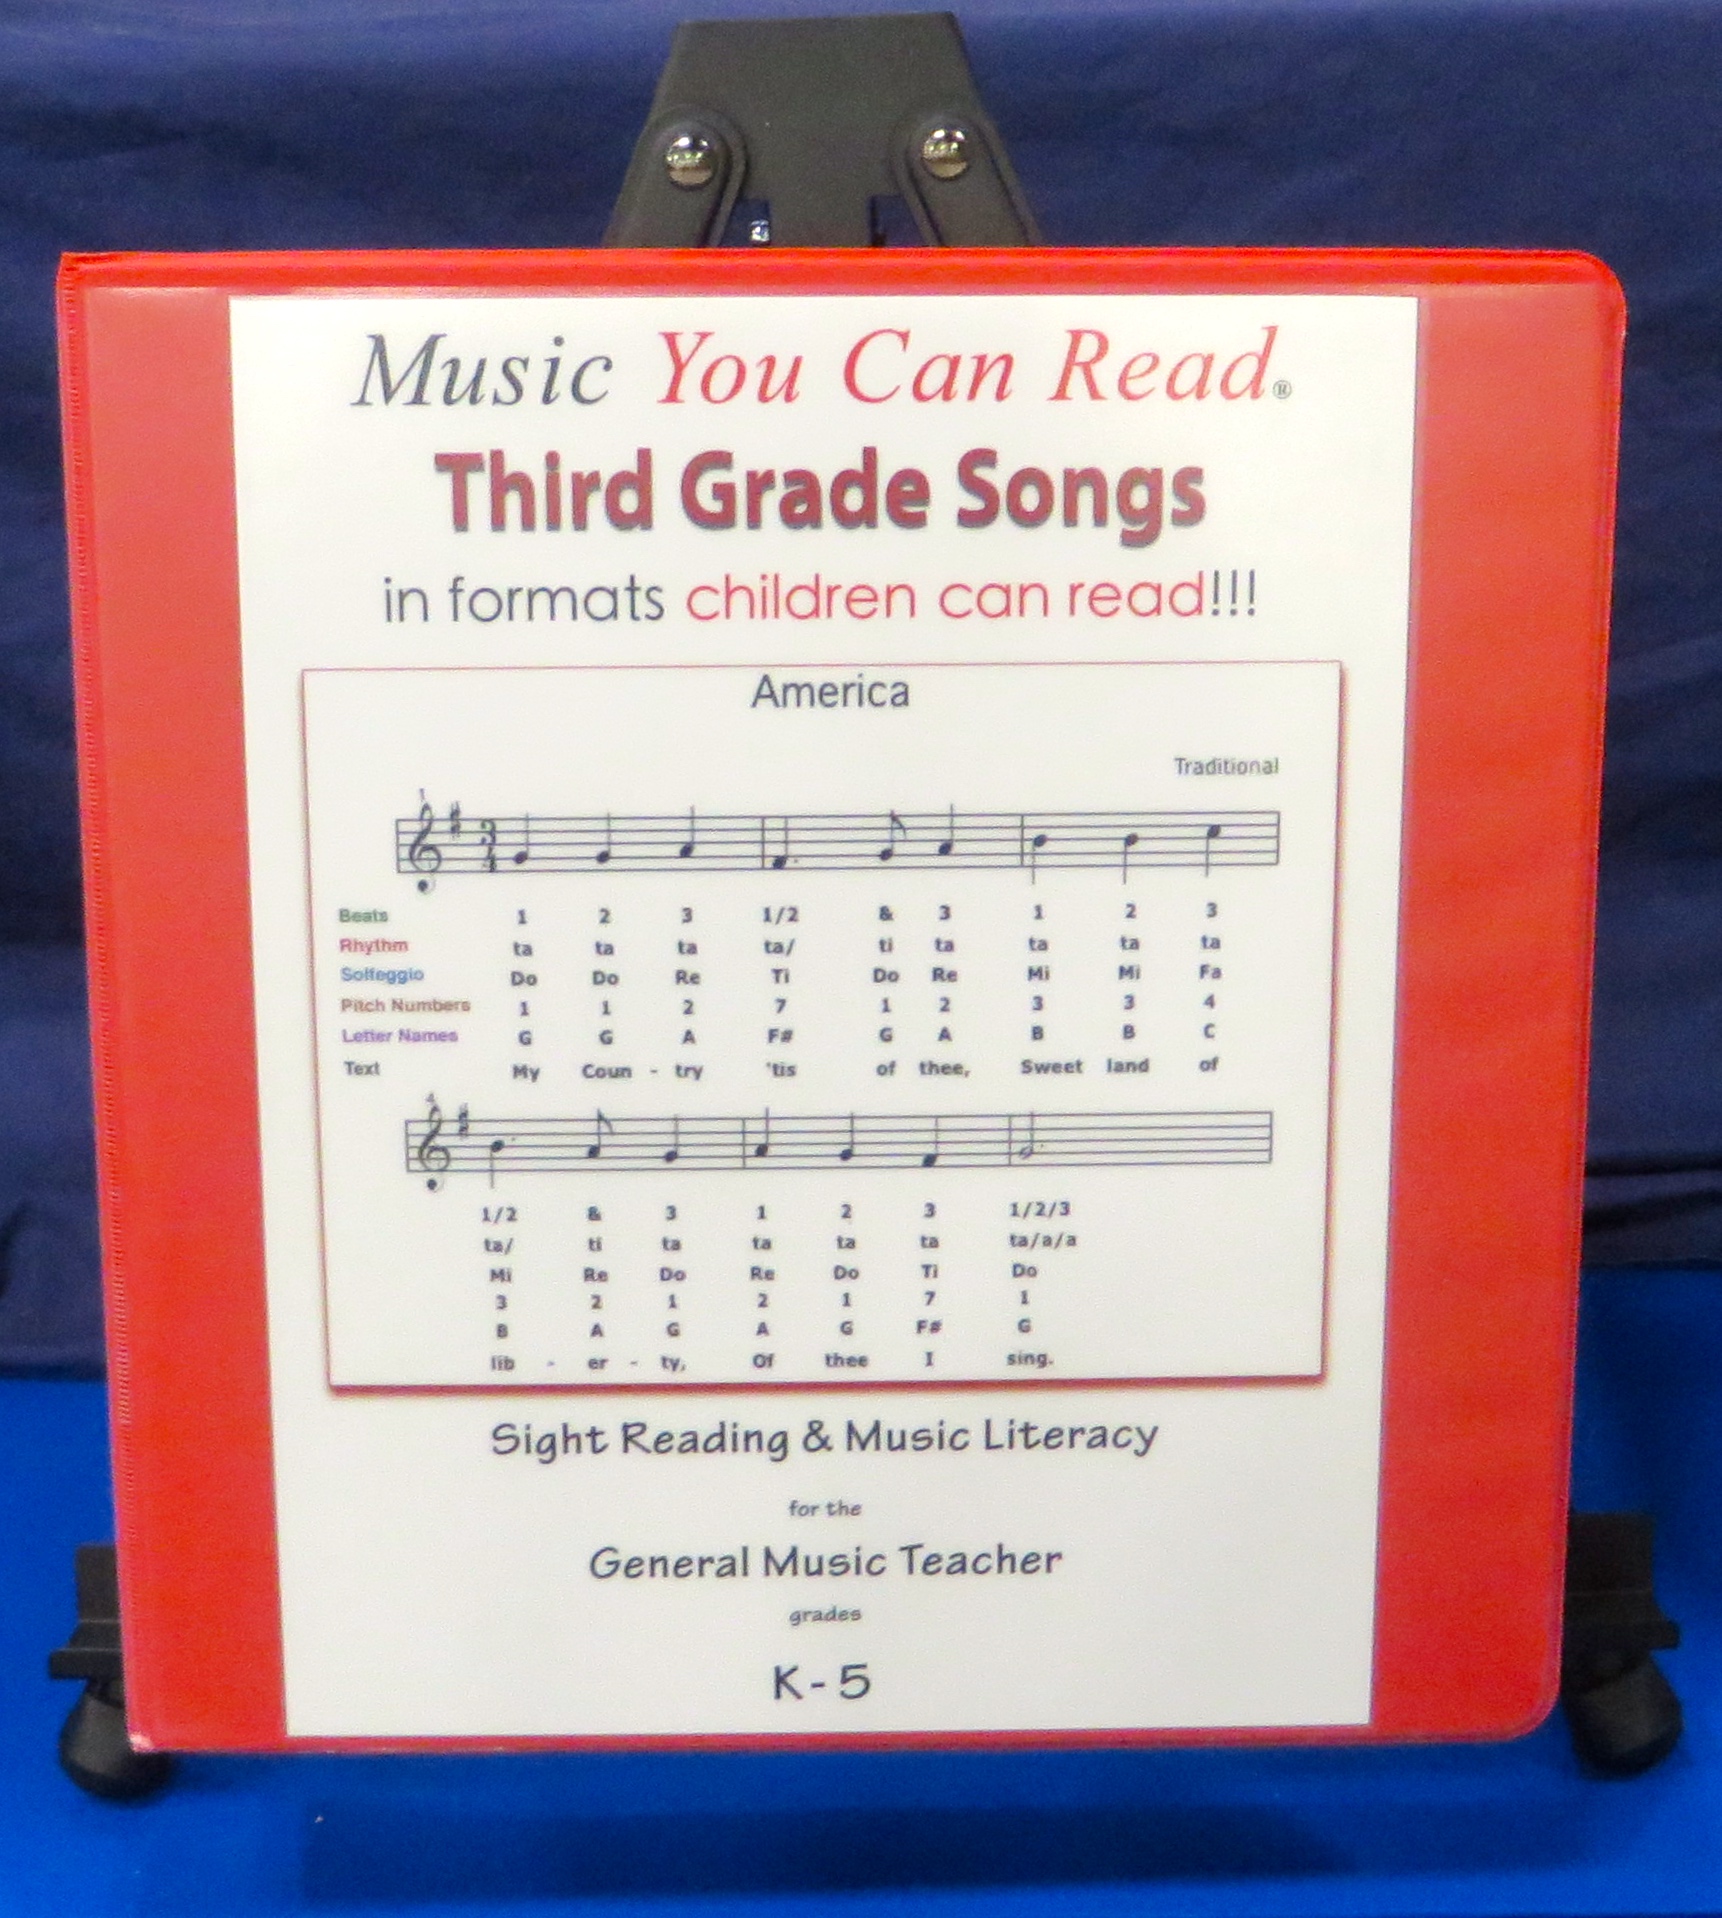 Music You Can Read®
Third Grade Songs
in formats children can read!!!
America
Traditional
1
3
4
Beats 1 2 3 1/2 & 3 1 2 3
Rhythm ta ta ta ta/ ti ta ta ta ta
Solfeggio Do Do Re Ti Do Re Mi Mi Fa
Pitch Numbers 1 1 2 7 1 2 3 3 4
Letter Names G G A F# G A B B C
Text My Coun - try 'tis of thee, Sweet land of
4
1/2 & 3 1 2 3 1/2/3
ta/ ti ta ta ta ta ta/a/a
Mi Re Do Re Do Ti Do
3 2 1 2 1 7 1
B A G A G F# G
lib - er - ty, Of thee I sing.
Sight Reading & Music Literacy
for the
General Music Teacher
grades
K - 5